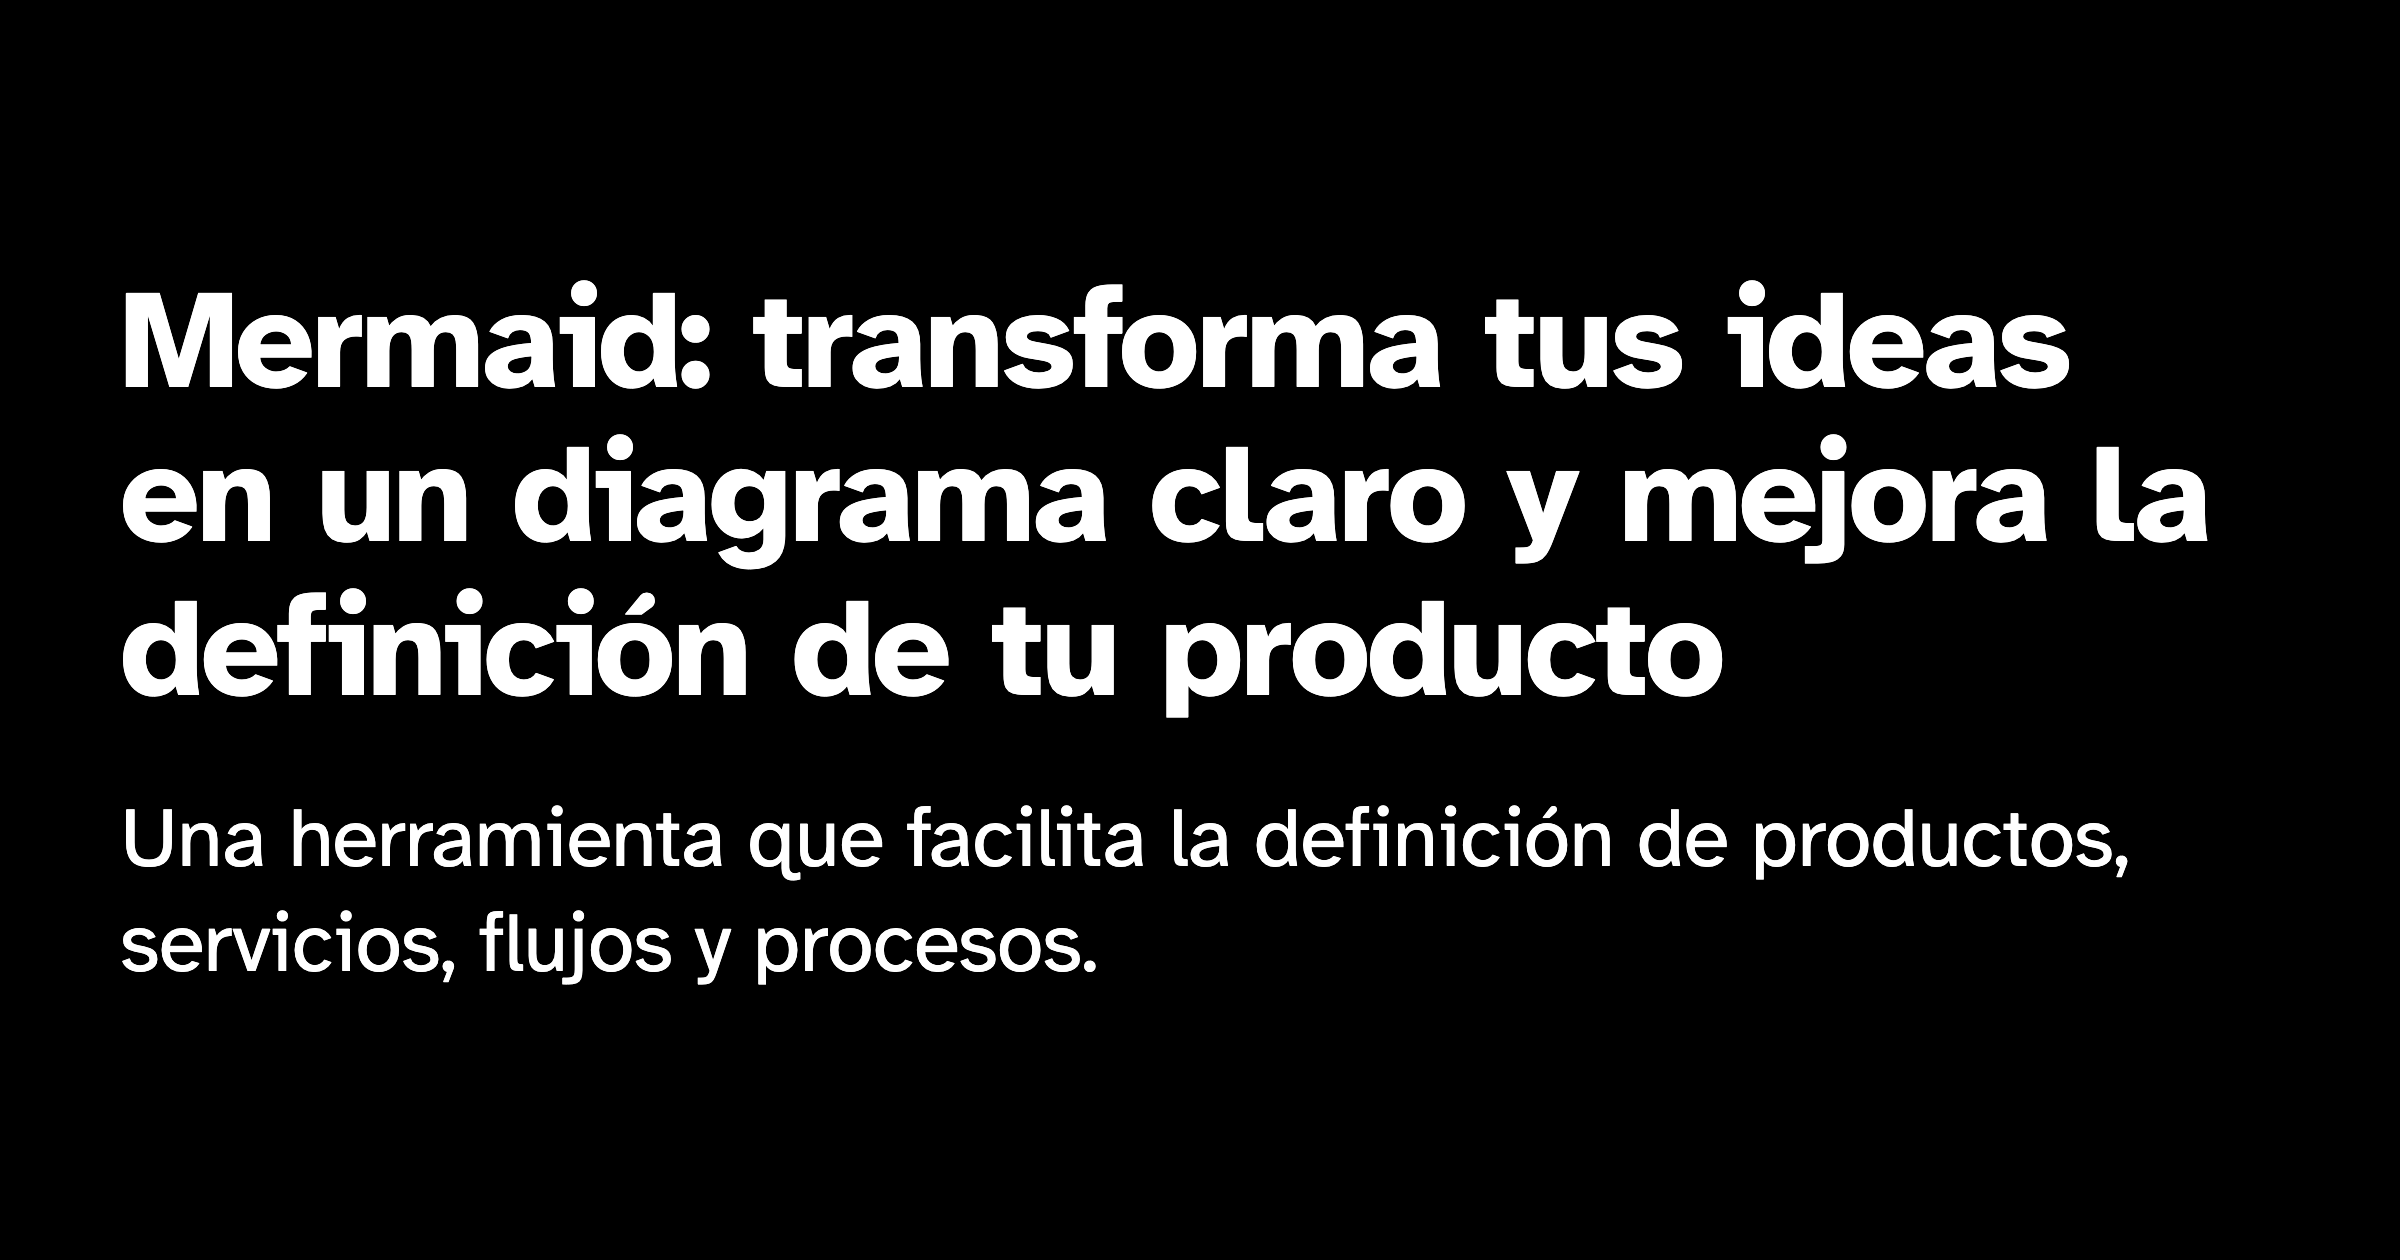 Mermaid: transforma tus ideas
en un diagrama claro y mejora la
definición de tu producto
Una herramienta que facilita la definición de productos,
servicios, flujos y procesos.